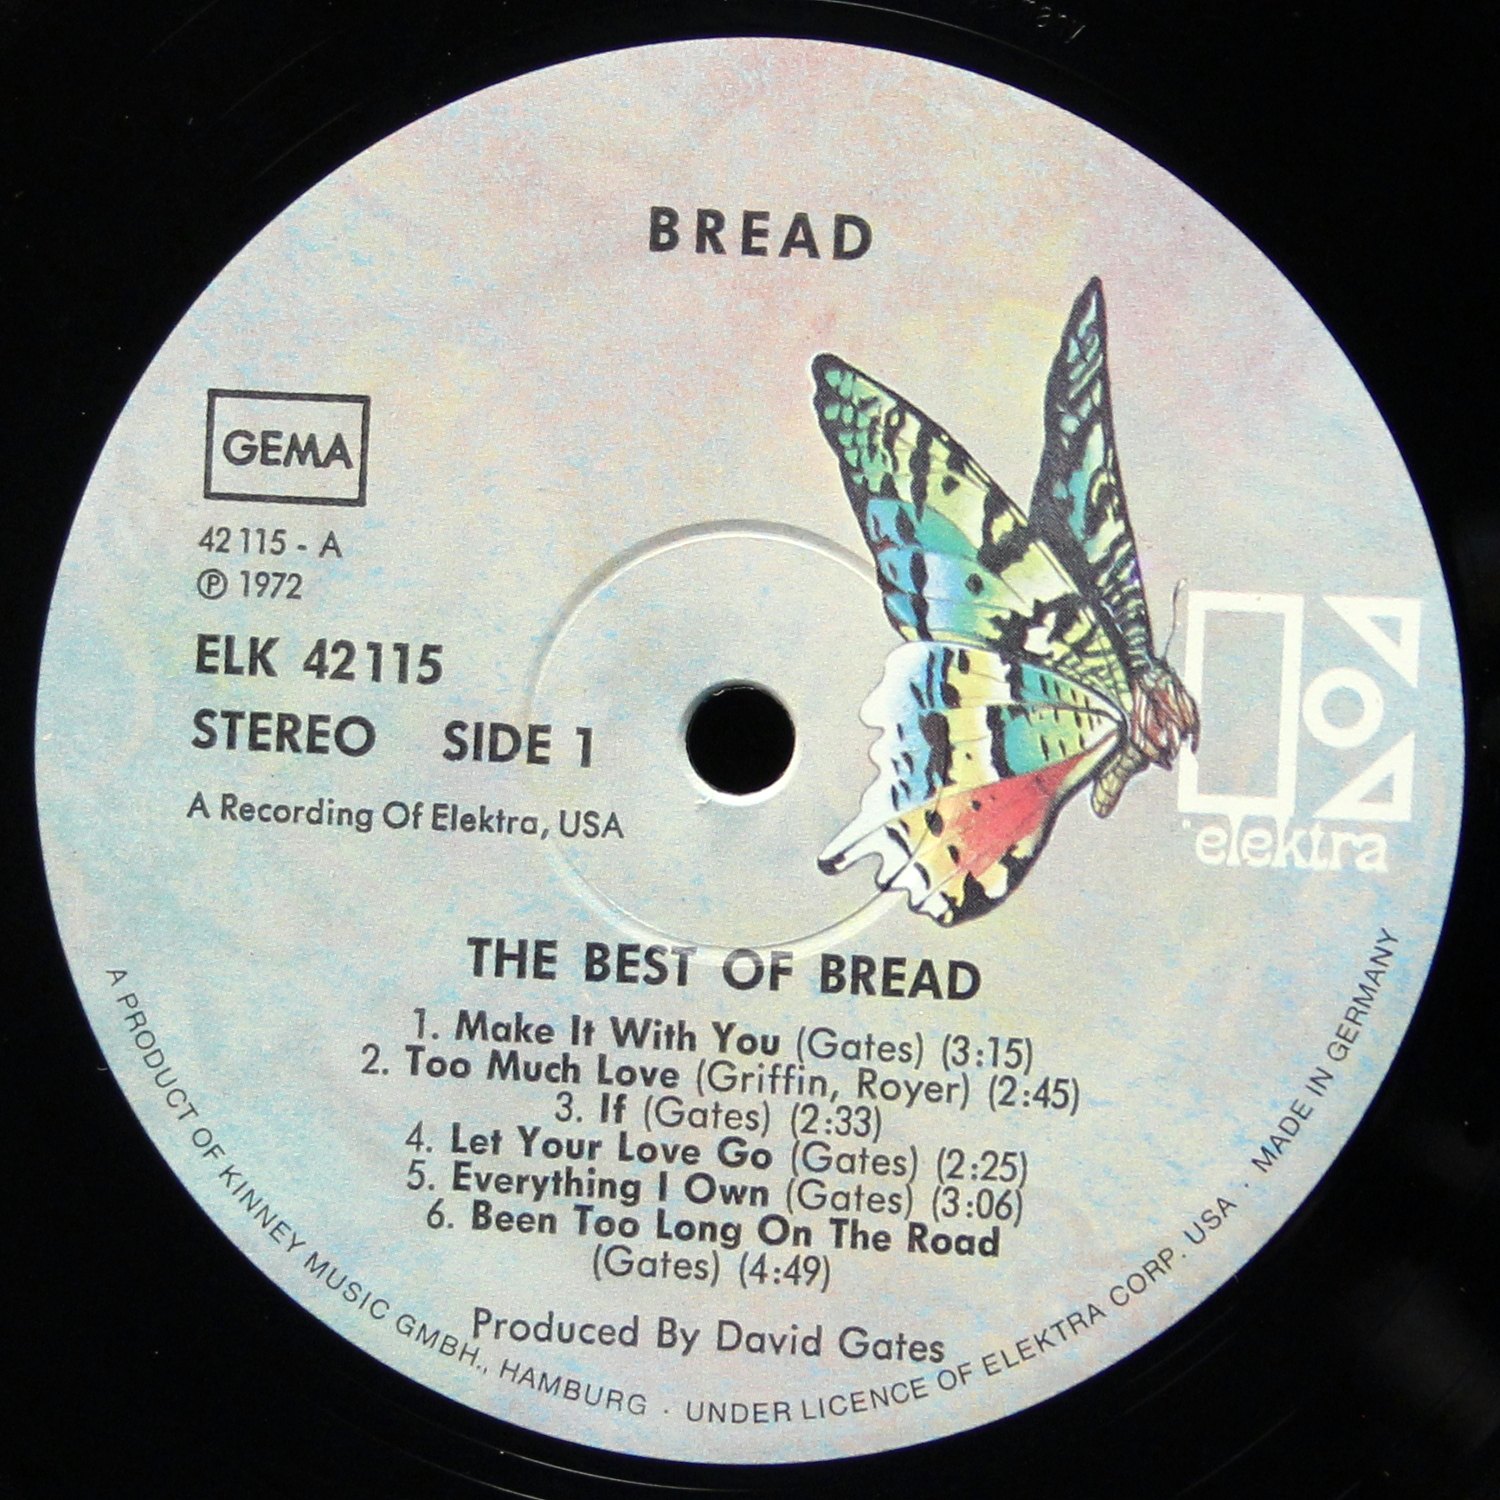 BREAD
GEMA
42 115 - A
℗ 1972
ELK 42115
STEREO SIDE 1
A Recording Of Elektra, USA
elektra
THE BEST OF BREAD
1. Make It With You (Gates) (3:15)
2. Too Much Love (Griffin, Royer) (2:45)
3. If (Gates) (2:33)
4. Let Your Love Go (Gates) (2:25)
5. Everything I Own (Gates) (3:06)
6. Been Too Long On The Road
(Gates) (4:49)
Produced By David Gates
A PRODUCT OF KINNEY MUSIC GMBH., HAMBURG · UNDER LICENCE OF ELEKTRA CORP. USA · MADE IN GERMANY